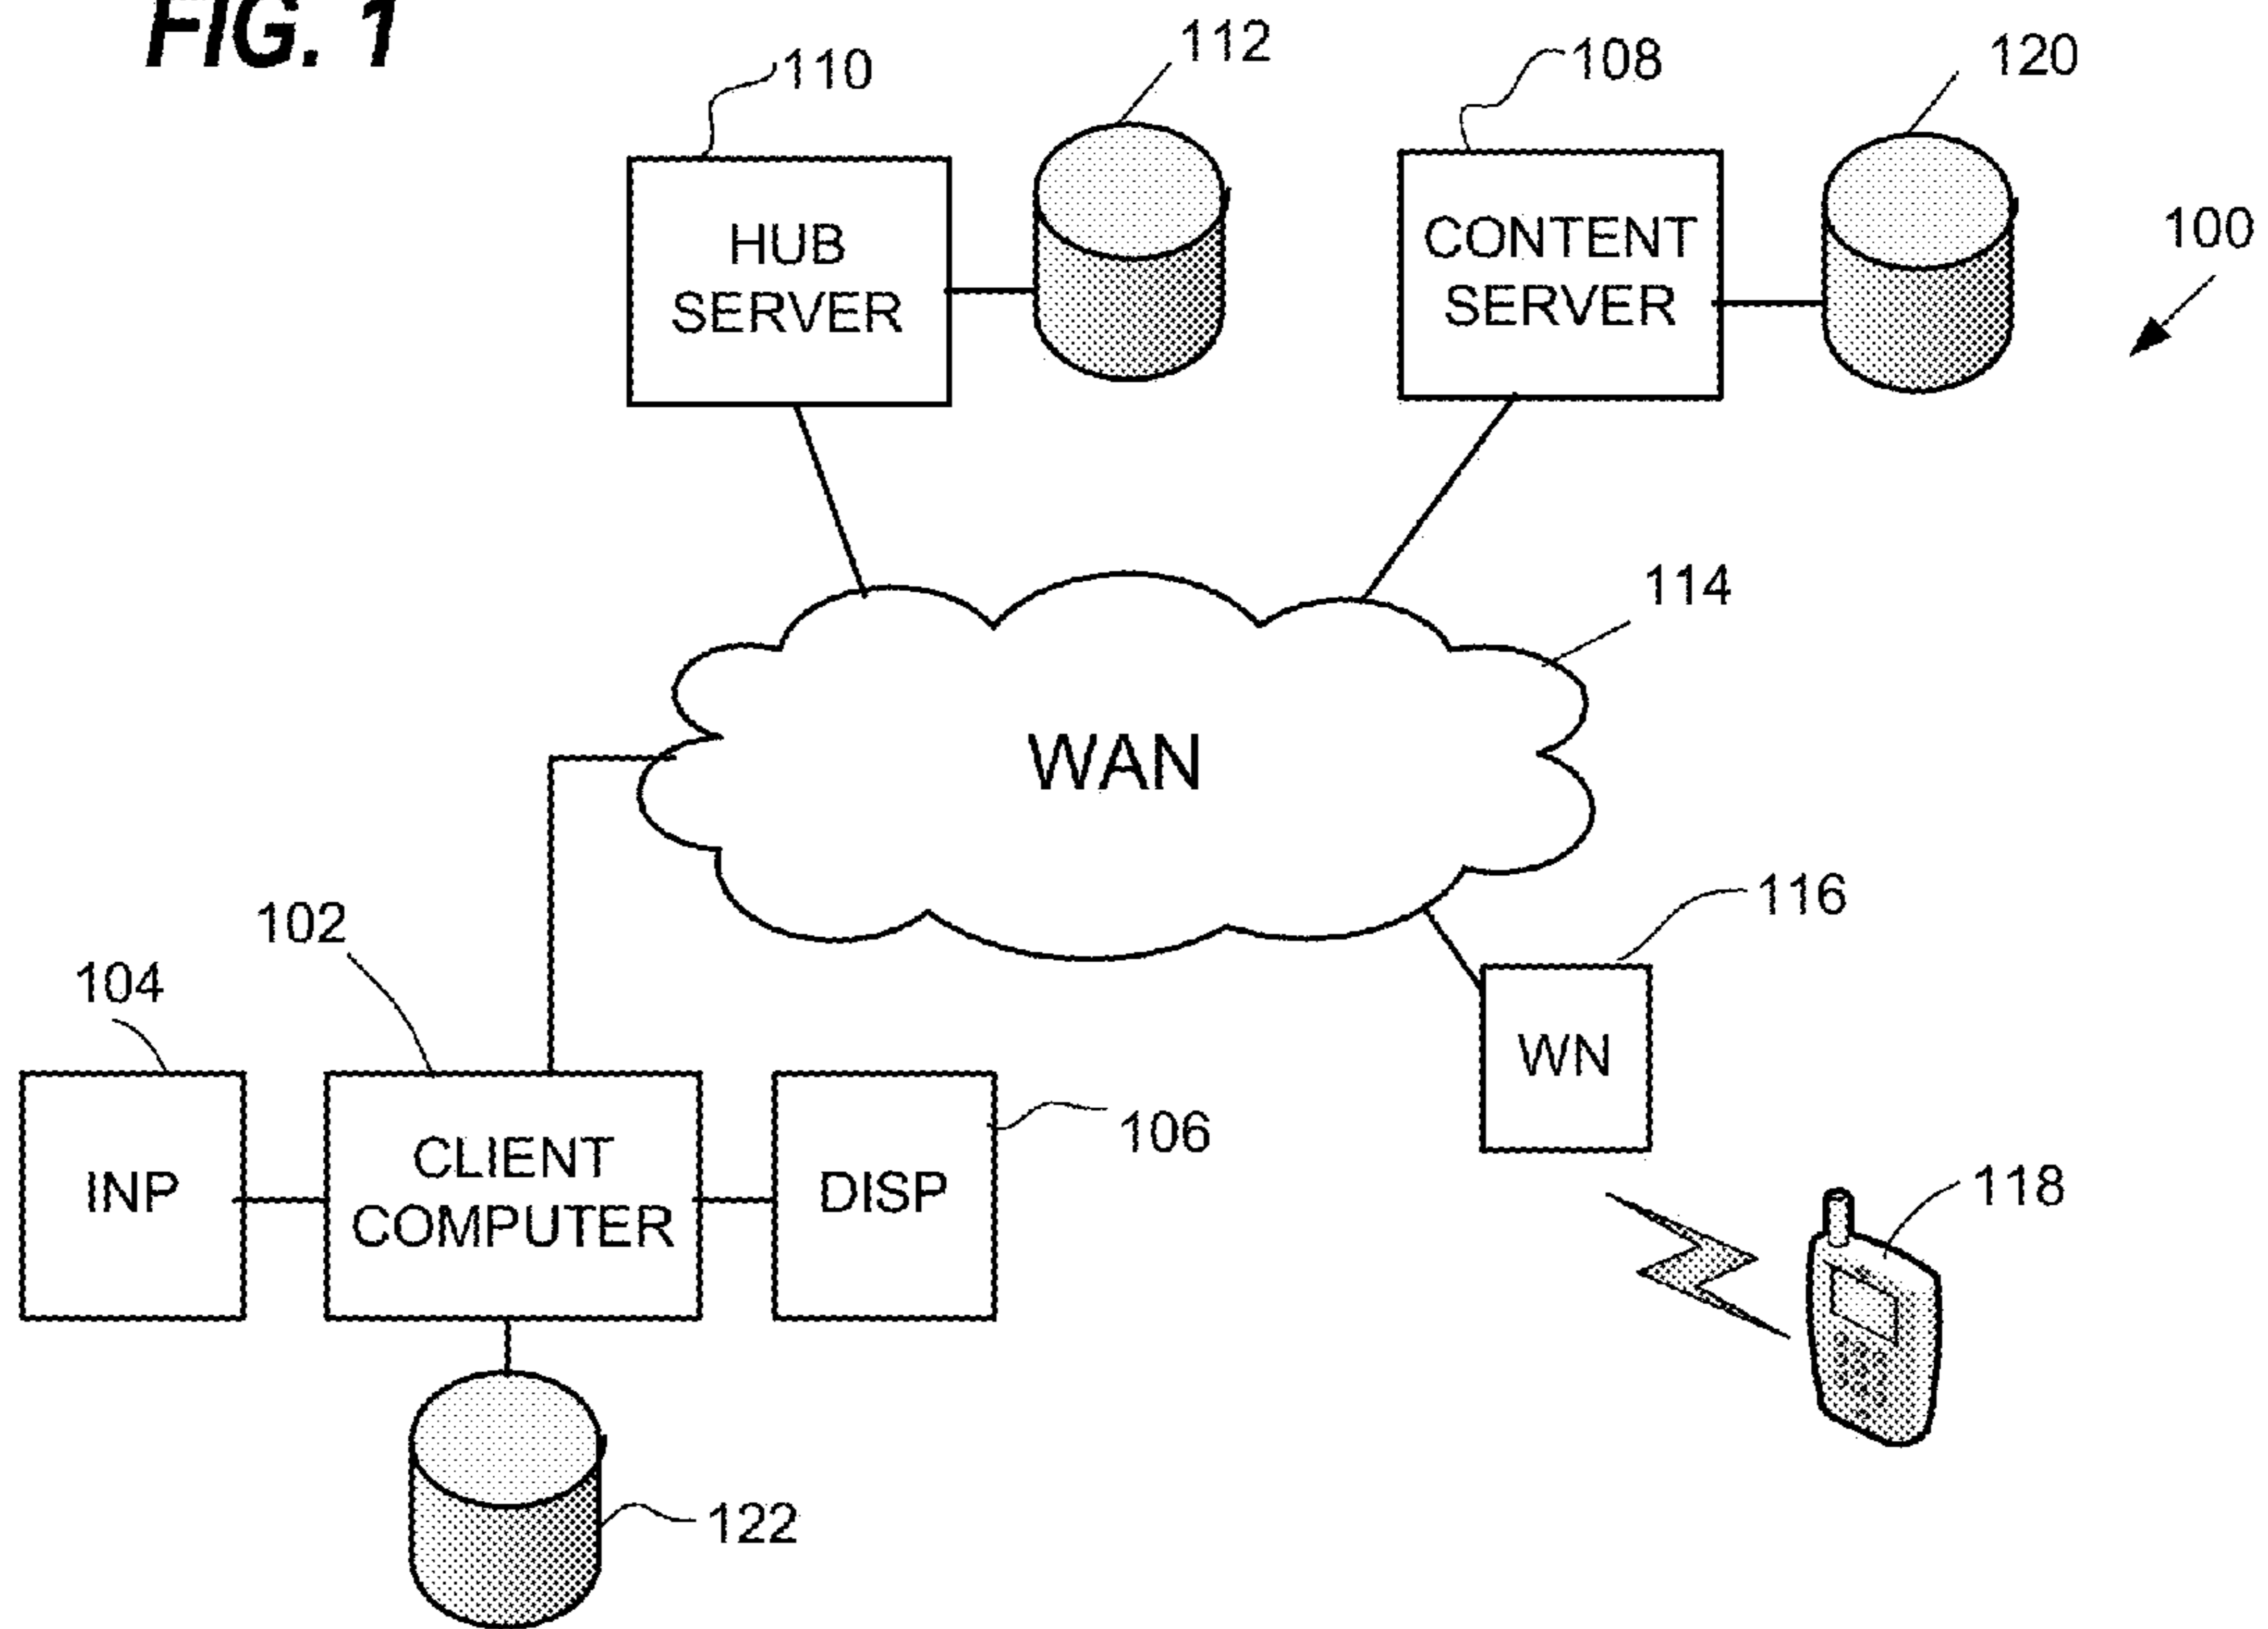 FIG. 1
110
112
108
120
HUB
SERVER
CONTENT
SERVER
100
114
WAN
116
102
104
WN
INP
CLIENT
COMPUTER
DISP
106
118
122